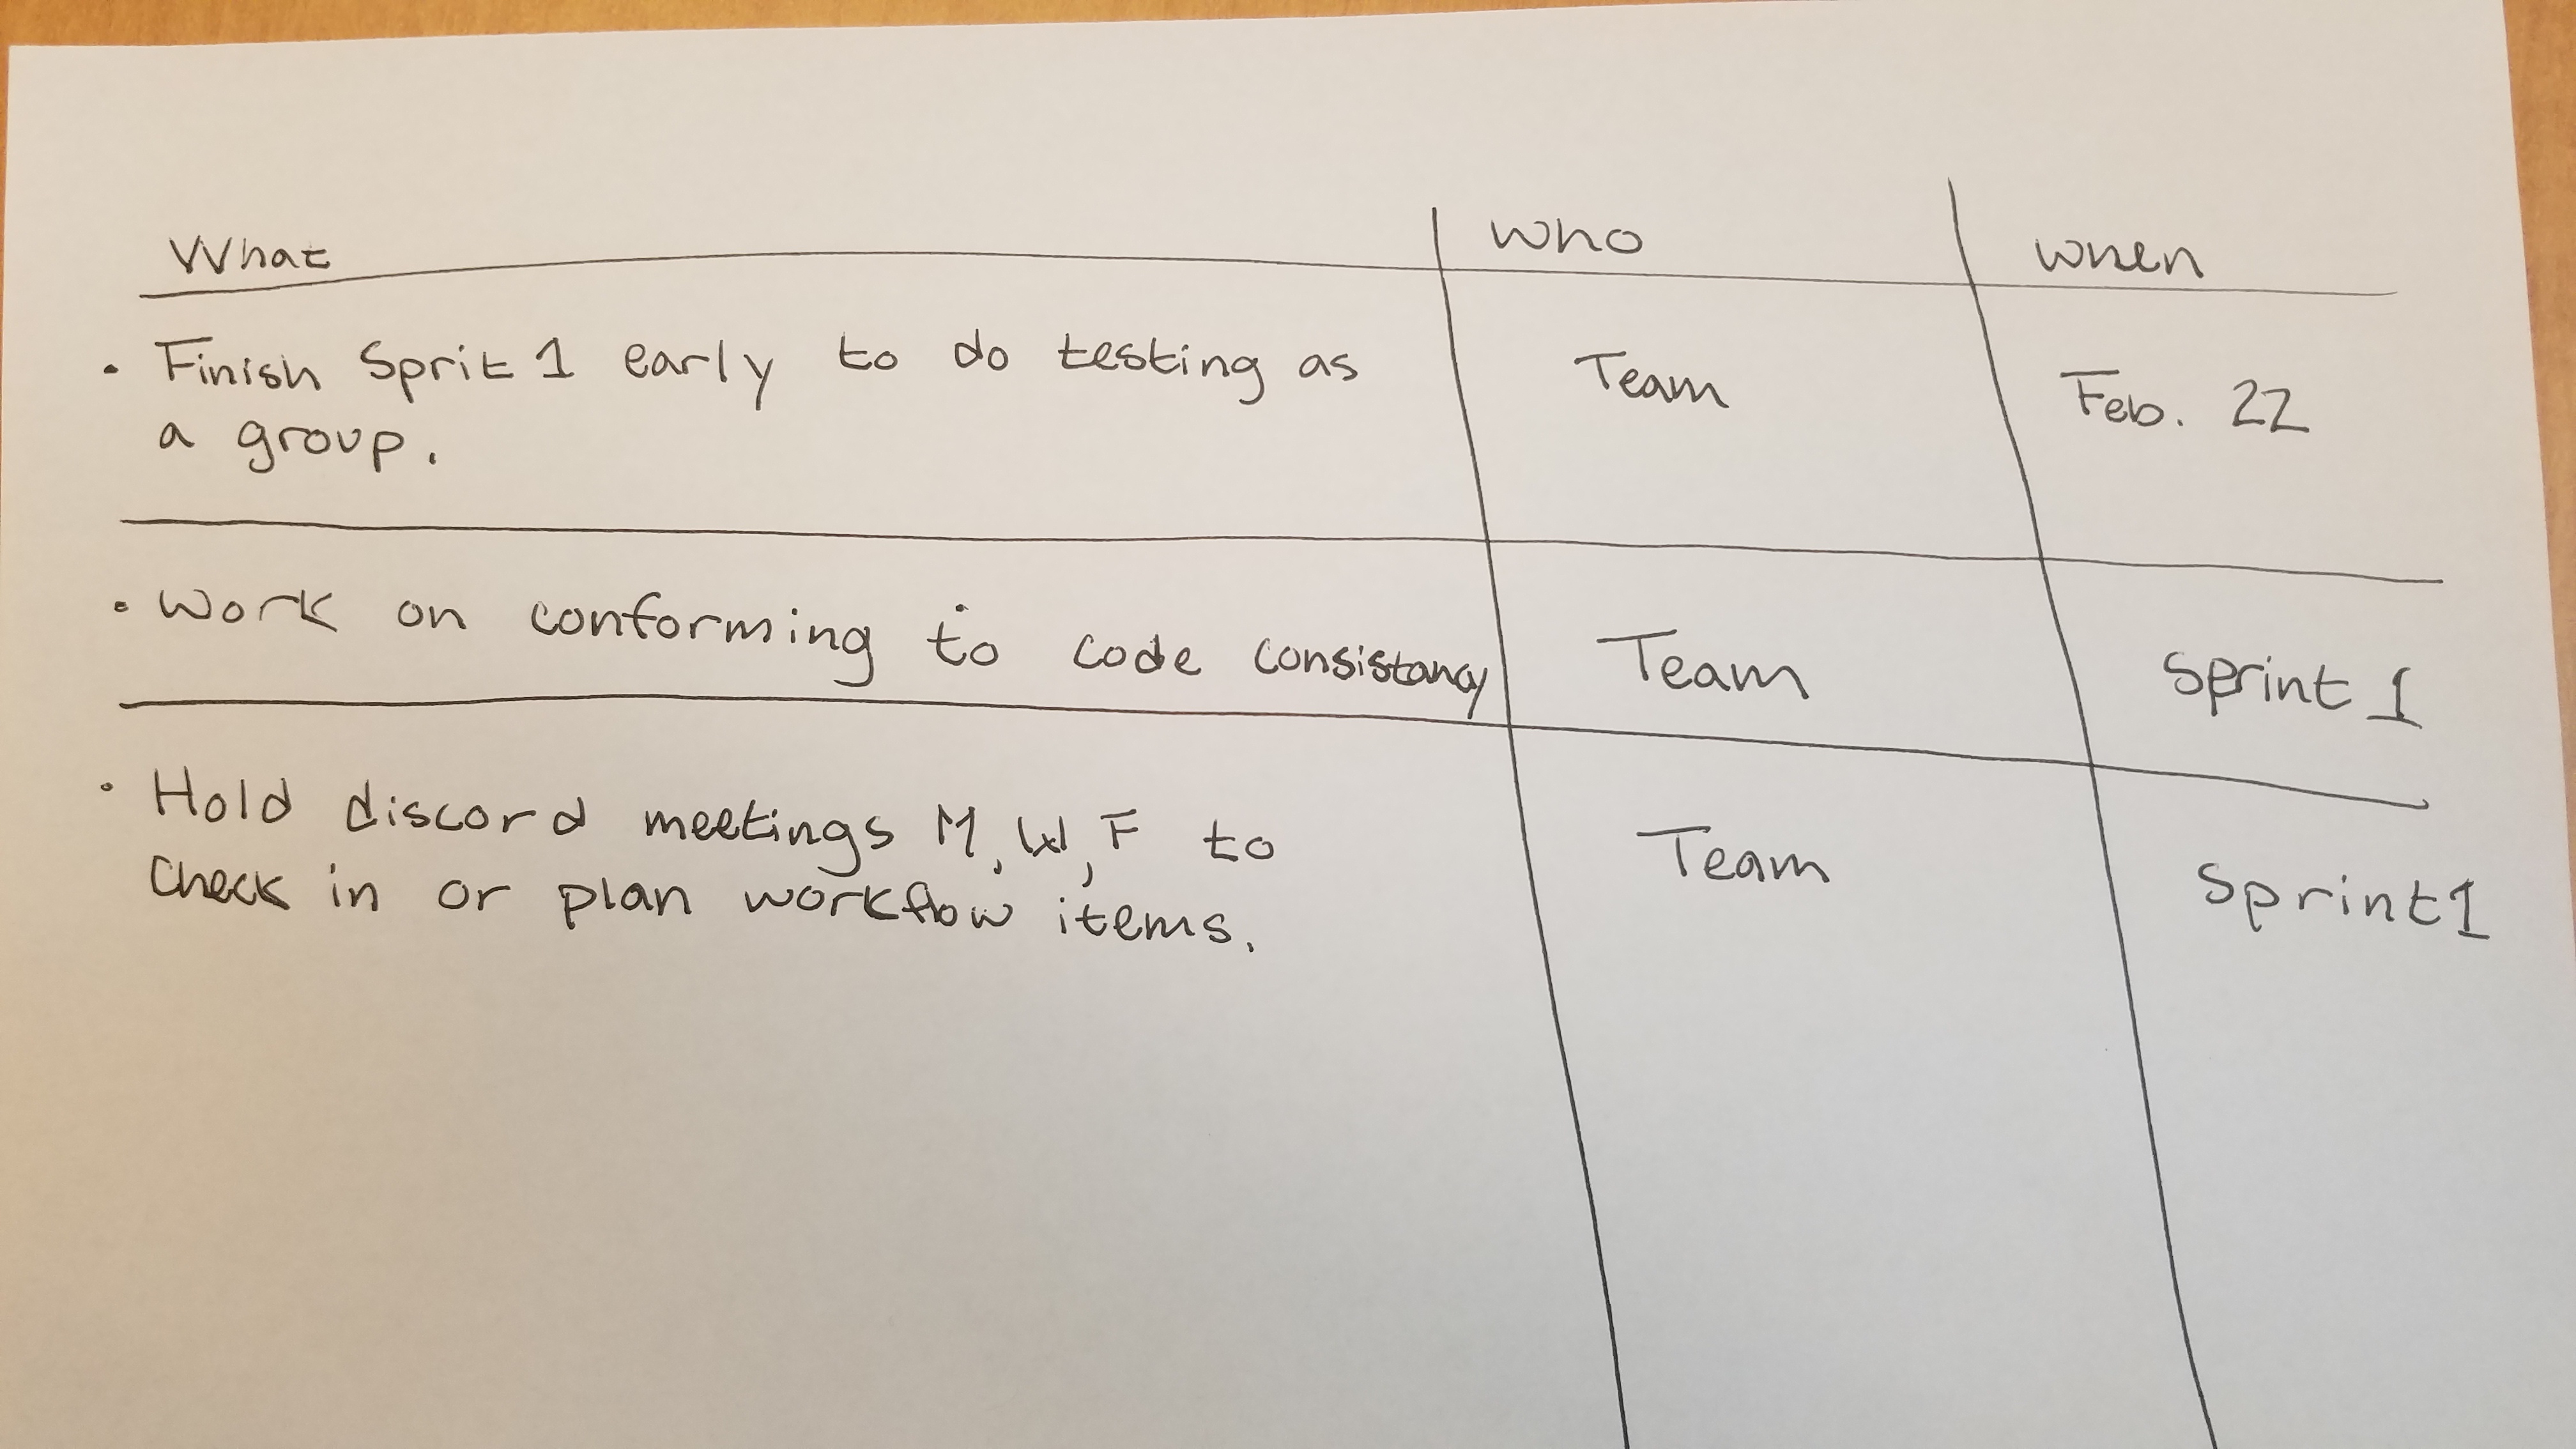 What who when
• Finish Sprit 1 early to do testing as Team Feb. 22
a group.
• Work on conforming to code consistancy Team Sprint 1
• Hold discord meetings M, W, F to Team Sprint 1
Check in or plan workflow items.